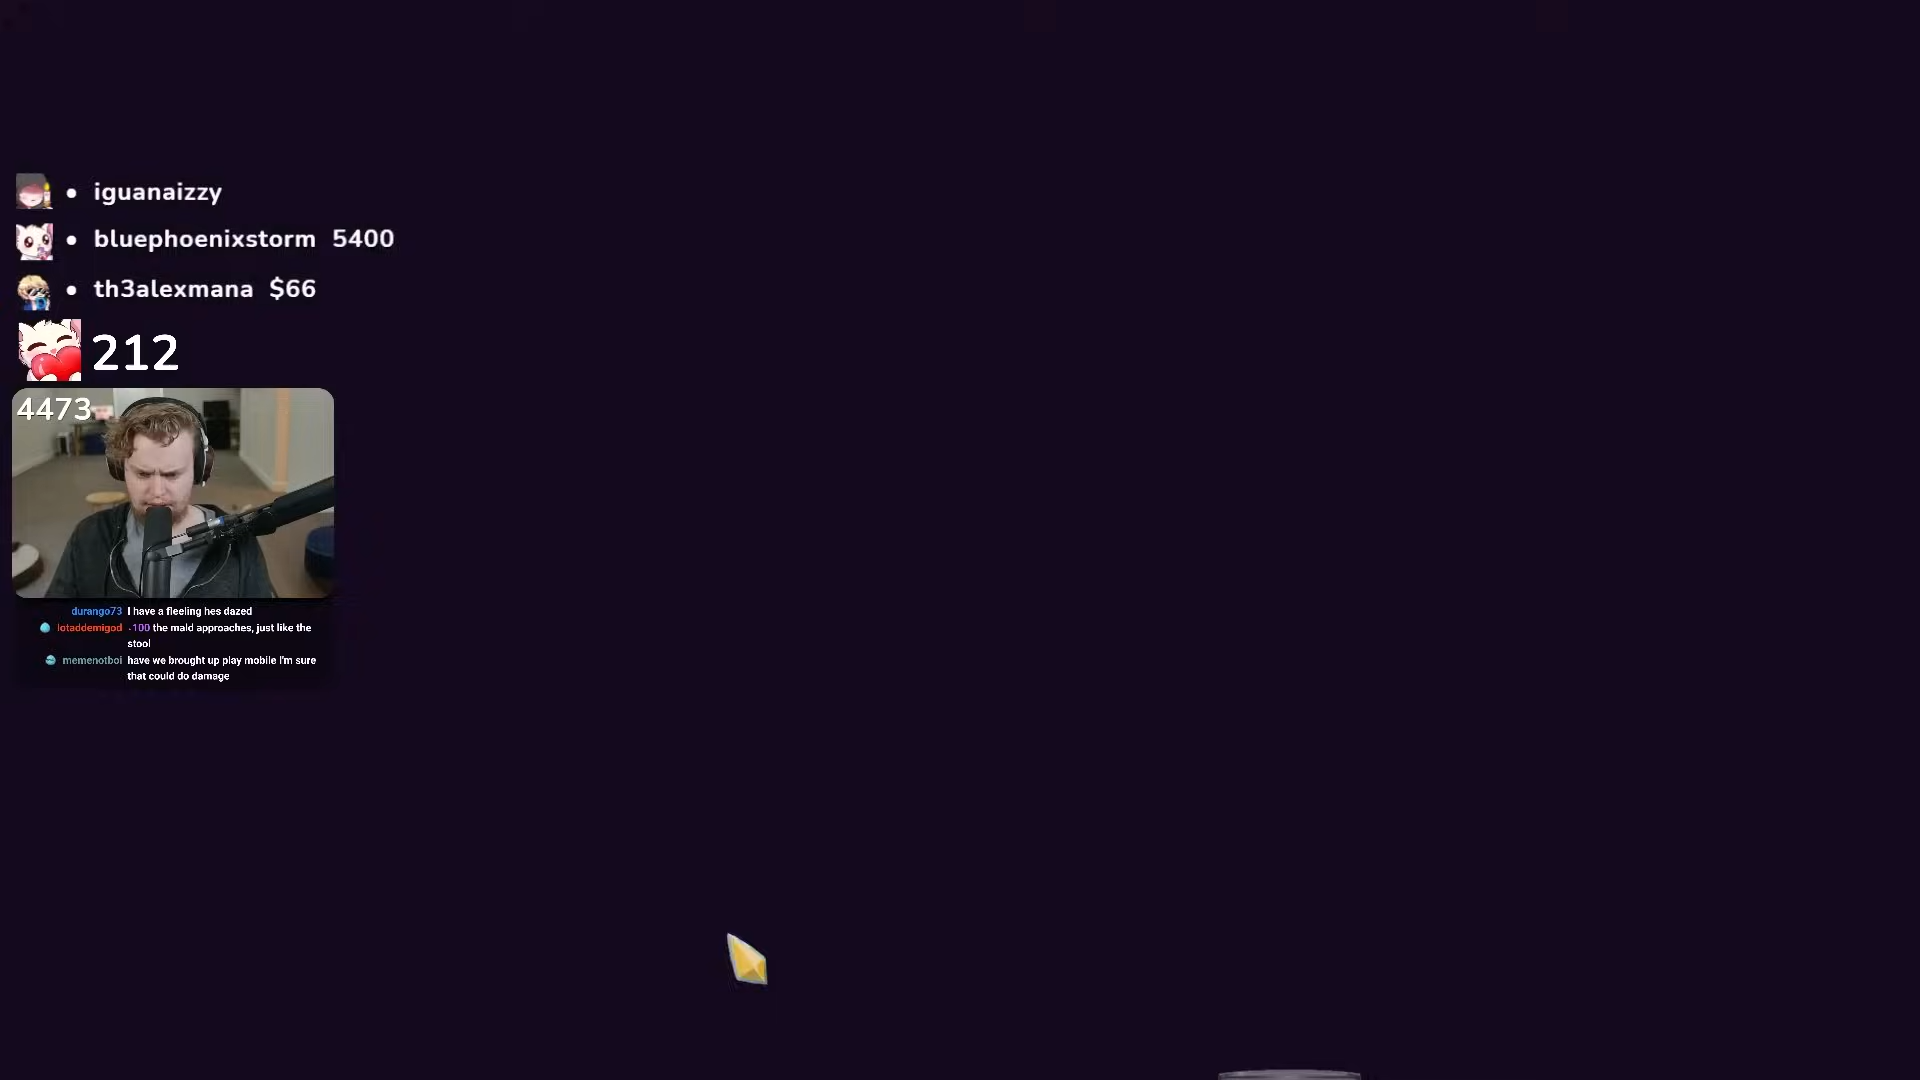 • iguanaizzy
• bluephoenixstorm 5400
• th3alexmana $66
212
4473
durango73 I have a fleeling hes dazed
lotaddemigod -100 the mald approaches, just like the
stool
memenotboi have we brought up play mobile I'm sure
that could do damage